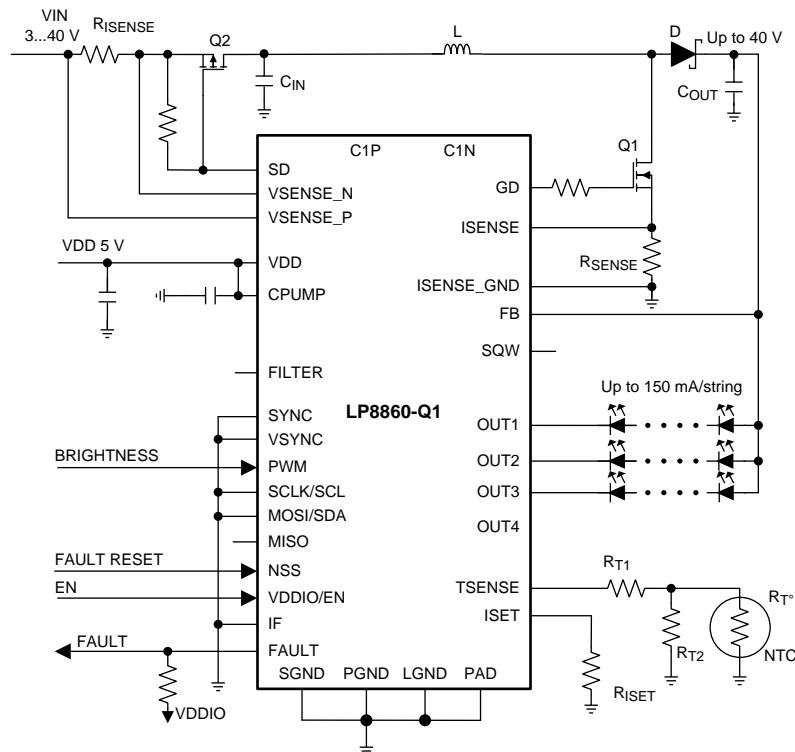 VIN
3...40 V
RISENSE
Q2
L
D
Up to 40 V
CIN
COUT
C1P
C1N
Q1
SD
GD
VSENSE_N
VSENSE_P
ISENSE
VDD 5 V
VDD
RSENSE
CPUMP
ISENSE_GND
FB
SQW
FILTER
Up to 150 mA/string
LP8860-Q1
SYNC
OUT1
VSYNC
BRIGHTNESS
PWM
OUT2
SCLK/SCL
OUT3
MOSI/SDA
OUT4
MISO
FAULT RESET
NSS
RT1
TSENSE
EN
VDDIO/EN
RT°
ISET
IF
FAULT
FAULT
RT2
NTC
SGND
PGND
LGND
PAD
RISET
VDDIO